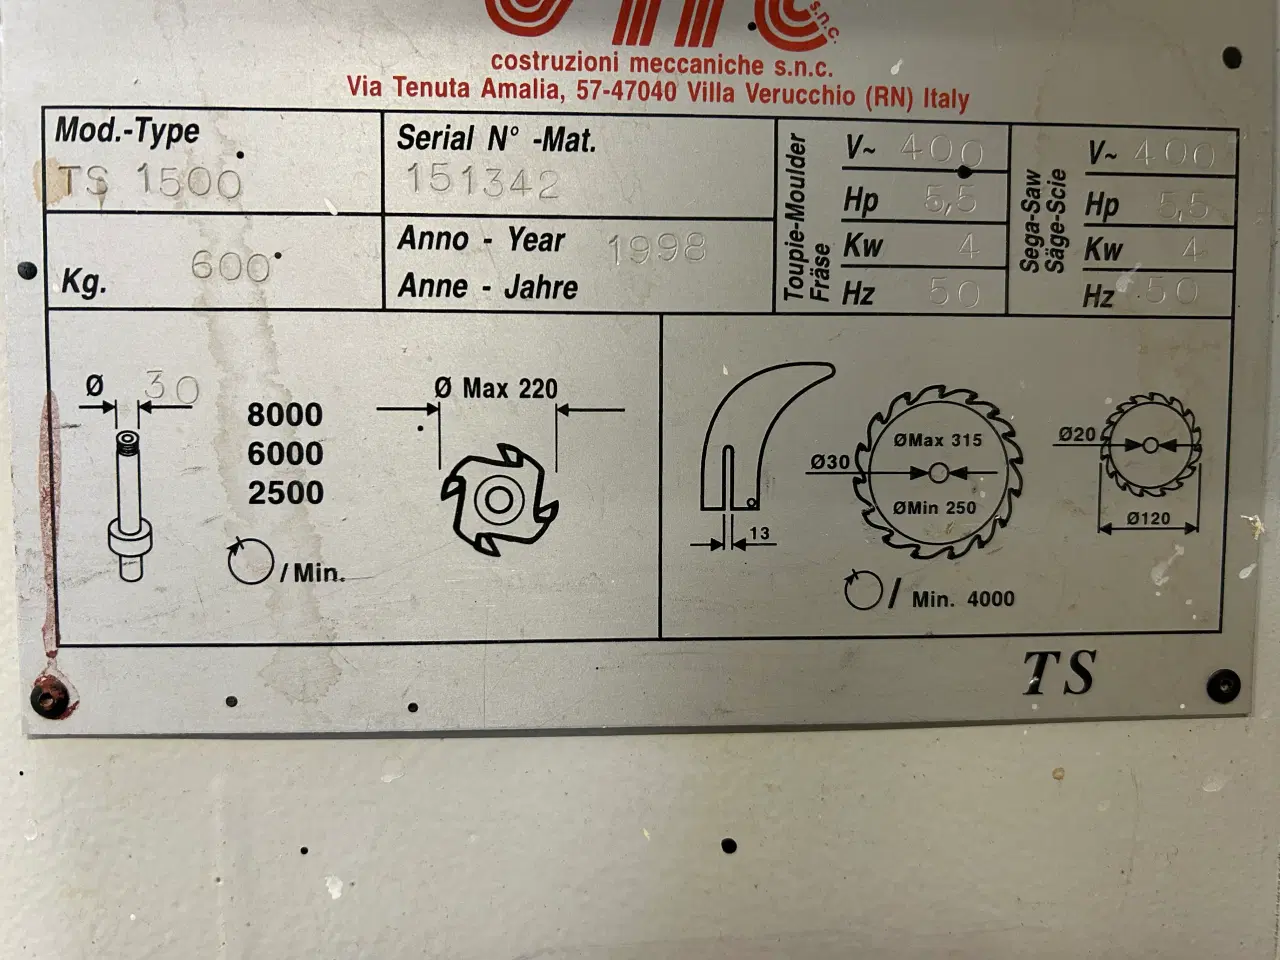 s.n.c.
costruzioni meccaniche s.n.c.
Via Tenuta Amalia, 57-47040 Villa Verucchio (RN) Italy
Mod.-Type
TS 1500
Serial N° -Mat.
151342
Kg. 600
Anno - Year 1998
Anne - Jahre
Toupie-Moulder
Fräse
V~ 400
Hp 5,5
Kw 4
Hz 50
Sega-Saw
Säge-Scie
V~ 400
Hp 5,5
Kw 4
Hz 50
Ø 30
8000
6000
2500
/ Min.
Ø Max 220
13
Ø30
ØMax 315
ØMin 250
/ Min. 4000
Ø20
Ø120
TS